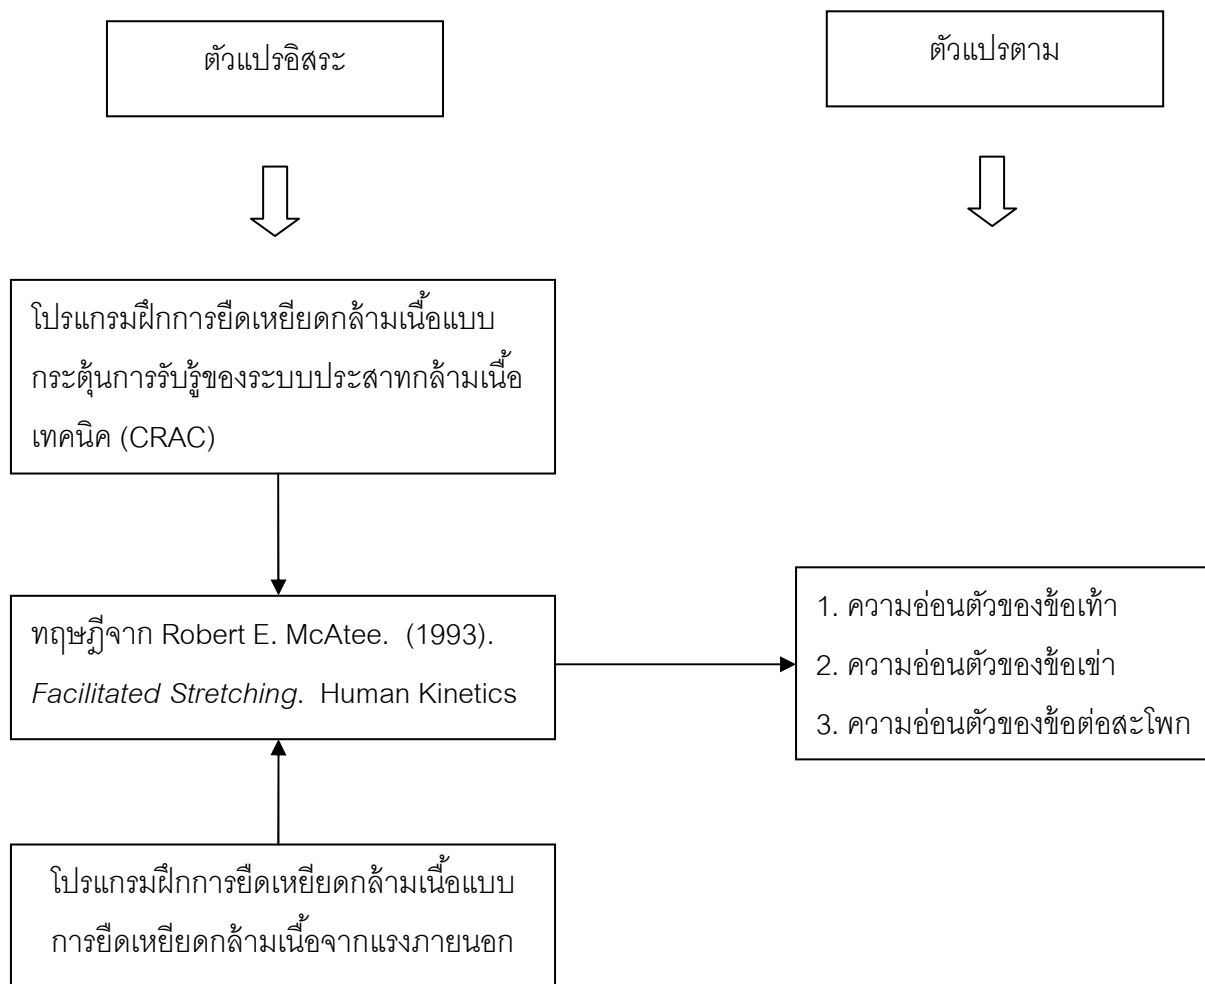 ตัวแปรอิสระ
ตัวแปรตาม
โปรแกรมฝึกการยืดเหยียดกล้ามเนื้อแบบ
กระตุ้นการรับรู้ของระบบประสาทกล้ามเนื้อ
เทคนิค (CRAC)
ทฤษฎีจาก Robert E. McAtee. (1993).
Facilitated Stretching. Human Kinetics
1. ความอ่อนตัวของข้อเท้า
2. ความอ่อนตัวของข้อเข่า
3. ความอ่อนตัวของข้อต่อสะโพก
โปรแกรมฝึกการยืดเหยียดกล้ามเนื้อแบบ
การยืดเหยียดกล้ามเนื้อจากแรงภายนอก